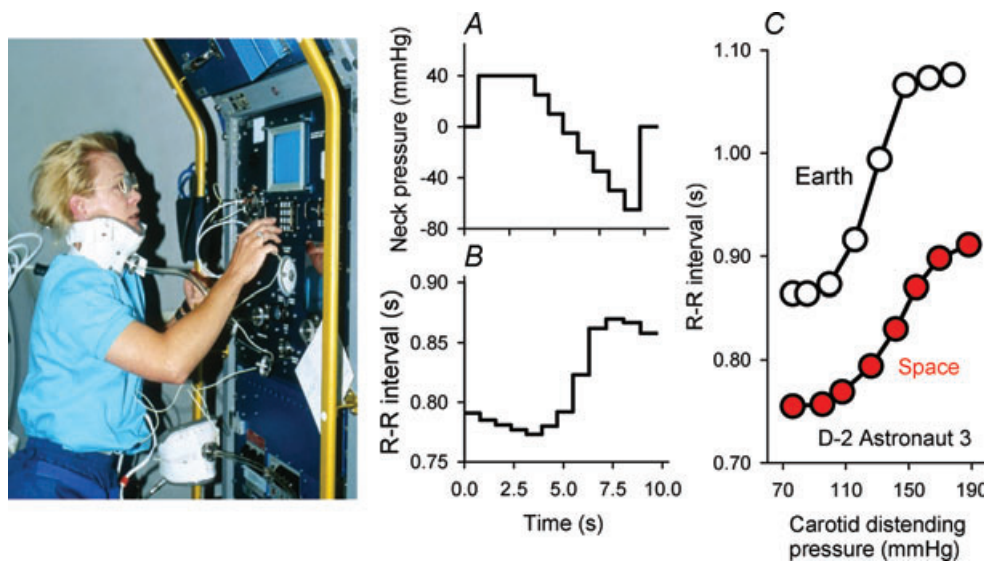 A
Neck pressure (mmHg)
80
40
0
-40
-80
B
R-R interval (s)
0.90
0.85
0.80
0.75
0.0
2.5
5.0
7.5
10.0
Time (s)
C
R-R interval (s)
1.10
1.00
0.90
0.80
0.70
Earth
Space
D-2 Astronaut 3
70
110
150
190
Carotid distending
pressure (mmHg)